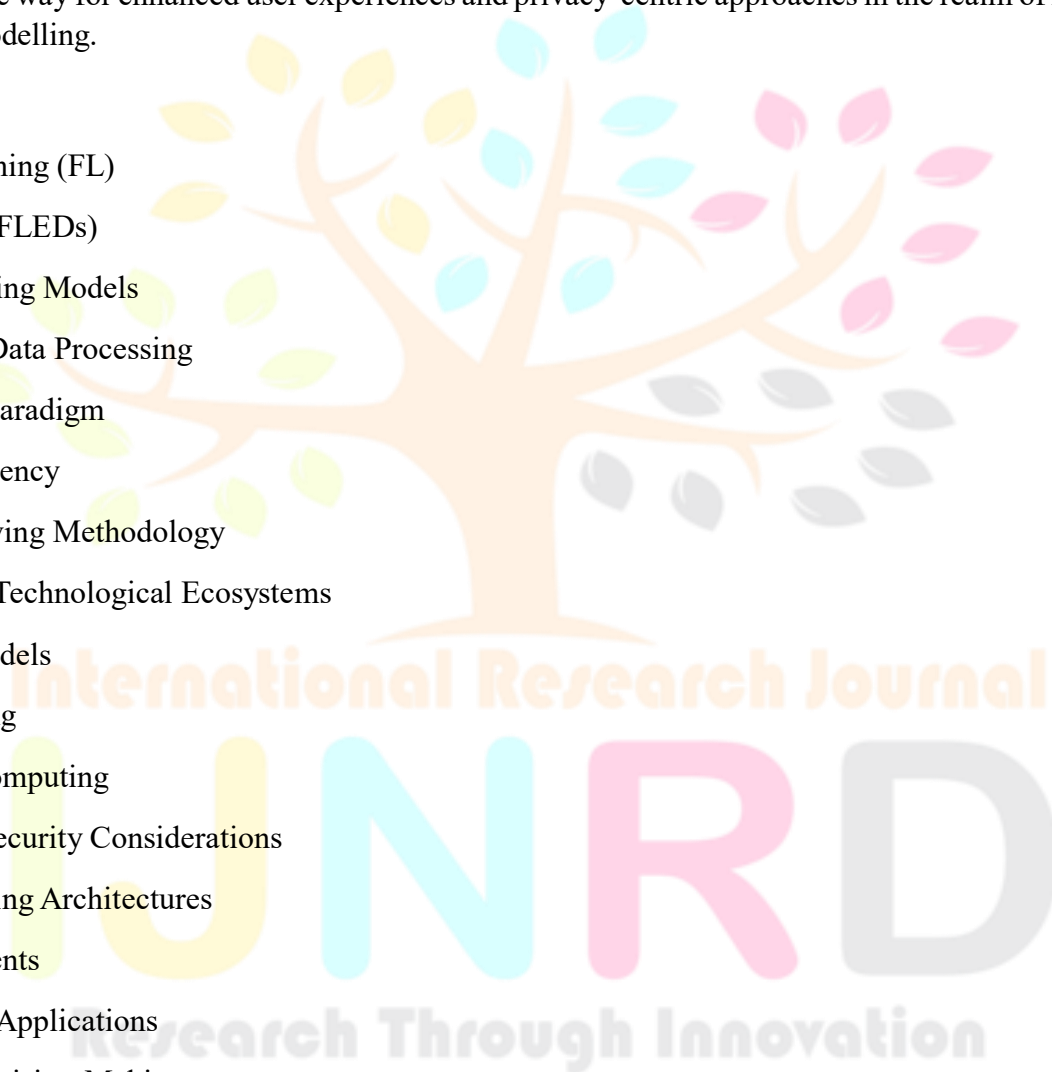 way for enhanced user experiences and privacy-centric approaches in the realm of
delling.
ning (FL)
FLEDs)
ing Models
Data Processing
aradigm
ency
ving Methodology
Technological Ecosystems
dels
International Research Journal
g
IJNRD
omputing
ecurity Considerations
ing Architectures
ents
Applications
Research Through Innovation